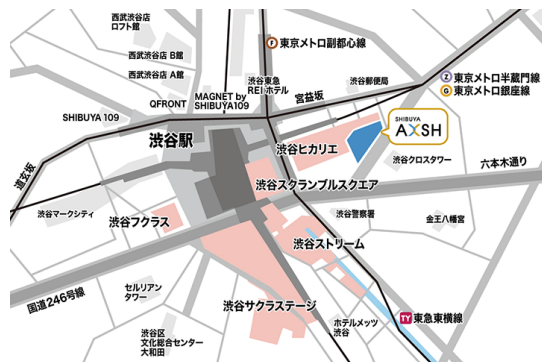 西武渋谷店
ロフト館
西武渋谷店 B館
西武渋谷店 A館
F 東京メトロ副都心線
渋谷東急
REI ホテル
渋谷郵便局
Z 東京メトロ半蔵門線
G 東京メトロ銀座線
MAGNET by
SHIBUYA109
QFRONT
宮益坂
SHIBUYA 109
SHIBUYA
AXSH
渋谷駅
渋谷ヒカリエ
渋谷クロスタワー
六本木通り
道玄坂
渋谷スクランブルスクエア
渋谷マークシティ
渋谷フクラス
渋谷警察署
金王八幡宮
渋谷ストリーム
セルリアン
タワー
国道246号線
渋谷サクラステージ
TY 東急東横線
ホテルメッツ
渋谷
渋谷区
文化総合センター
大和田